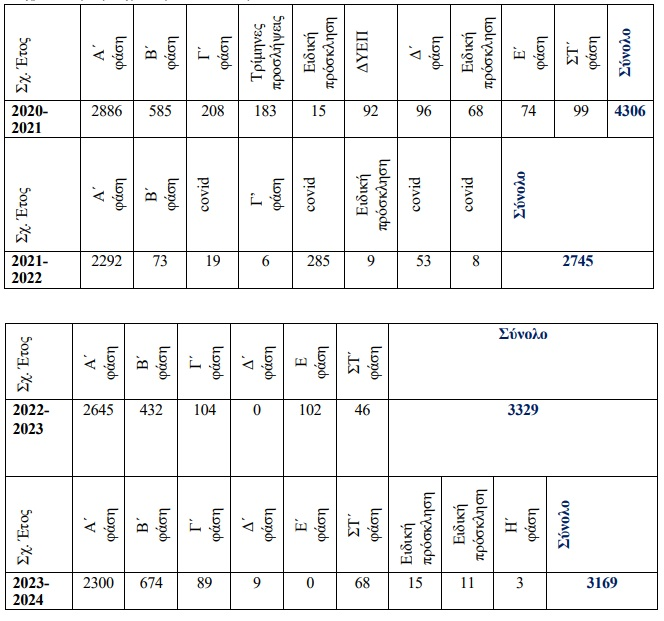 Σχ. Έτος Α΄ φάση Β΄ φάση Γ΄ φάση Τρίμηνες προσλήψεις Ειδική πρόσκληση ΔΥΕΠ Δ΄ φάση Ειδική πρόσκληση Ε΄ φάση ΣΤ΄ φάση Σύνολο
2020-2021 2886 585 208 183 15 92 96 68 74 99 4306
Σχ. Έτος Α΄ φάση Β΄ φάση covid Γ' φάση covid Ειδική πρόσκληση covid covid Σύνολο
2021-2022 2292 73 19 6 285 9 53 8 2745
Σχ. Έτος Α΄ φάση Β΄ φάση Γ΄ φάση Δ΄ φάση Ε φάση ΣΤ΄ φάση Σύνολο
2022-2023 2645 432 104 0 102 46 3329
Σχ. Έτος Α΄ φάση Β΄ φάση Γ΄ φάση Δ΄ φάση Ε΄ φάση ΣΤ΄ φάση Ειδική πρόσκληση Ειδική πρόσκληση Η΄ φάση Σύνολο
2023-2024 2300 674 89 9 0 68 15 11 3 3169